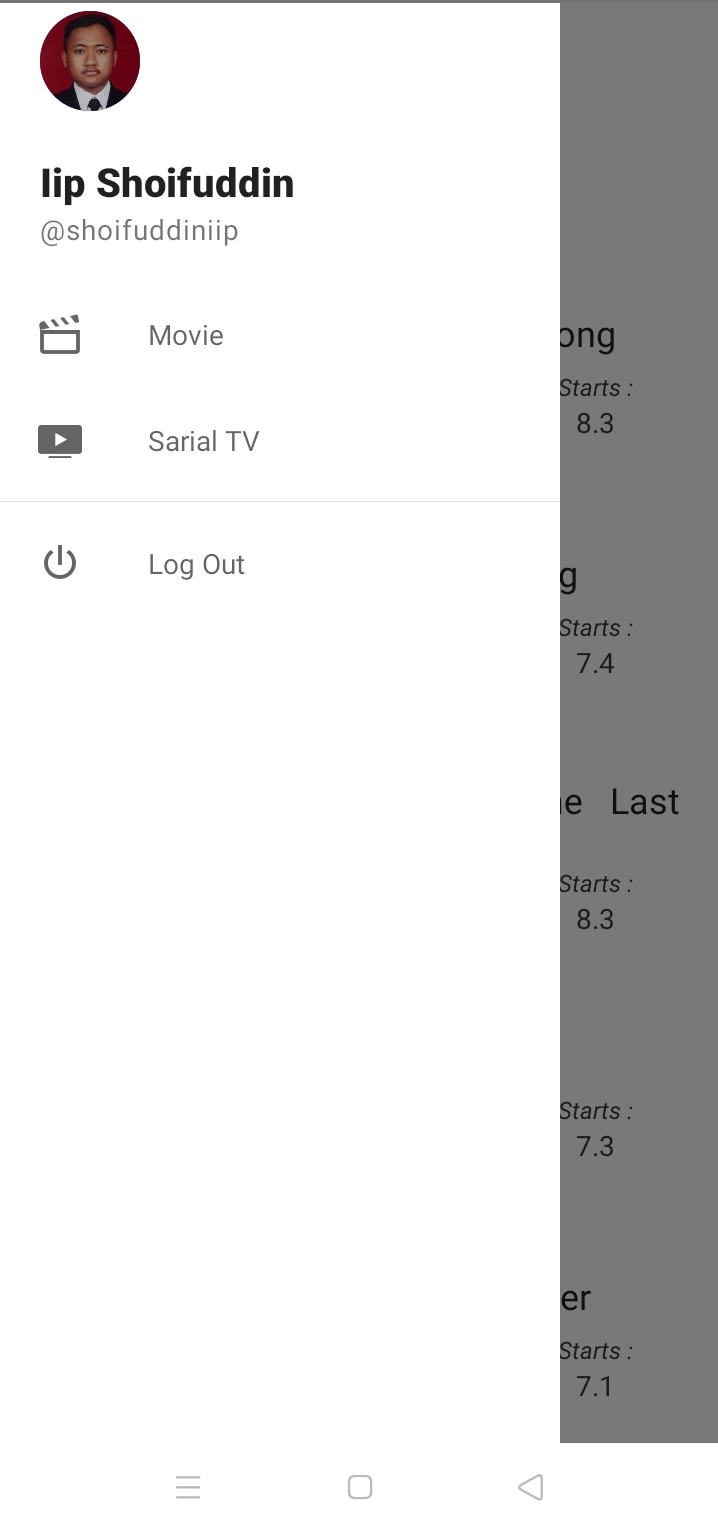 Iip Shoifuddin
@shoifuddiniip
Movie
Sarial TV
Log Out
ong
Starts :
8.3
g
Starts :
7.4
Last
Starts :
8.3
Starts :
7.3
er
Starts :
7.1